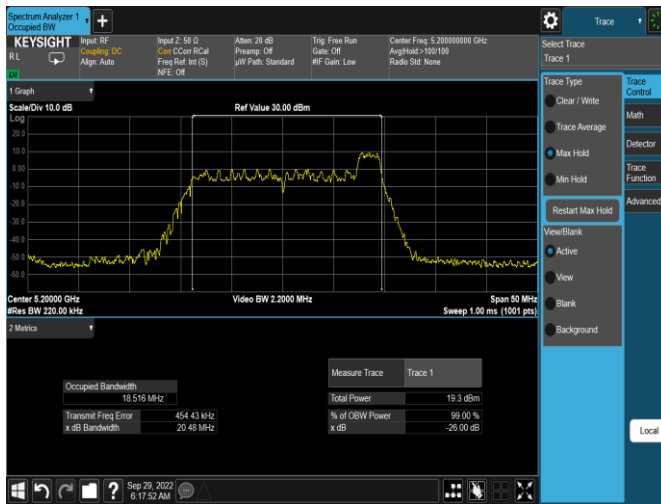 Spectrum Analyzer 1
Occupied BW
Trace
KEYSIGHT
R L
LV
Input: RF
Coupling: DC
Align: Auto
Input Z: 50 Ω
Corr CCorr RCal
Freq Ref: Int (S)
NFE: Off
Atten: 20 dB
Preamp: Off
µW Path: Standard
Trig: Free Run
Gate: Off
#IF Gain: Low
Center Freq: 5.200000000 GHz
Avg|Hold:>100/100
Radio Std: None
Select Trace
Trace 1
1 Graph
Scale/Div 10.0 dB
Ref Value 30.00 dBm
Log
20.0
10.0
0.00
-10.0
-20.0
-30.0
-40.0
-50.0
-60.0
Center 5.20000 GHz
#Res BW 220.00 kHz
Video BW 2.2000 MHz
Span 50 MHz
Sweep 1.00 ms (1001 pts)
2 Metrics
Occupied Bandwidth
18.516 MHz
Transmit Freq Error 454.43 kHz
x dB Bandwidth 20.48 MHz
Measure Trace Trace 1
Total Power 19.3 dBm
% of OBW Power 99.00 %
x dB -26.00 dB
Trace Type
Clear / Write
Trace Average
Max Hold
Min Hold
Restart Max Hold
View/Blank
Active
View
Blank
Background
Trace
Control
Math
Detector
Trace
Function
Advanced
Local
?
Sep 29, 2022
6:17:52 AM